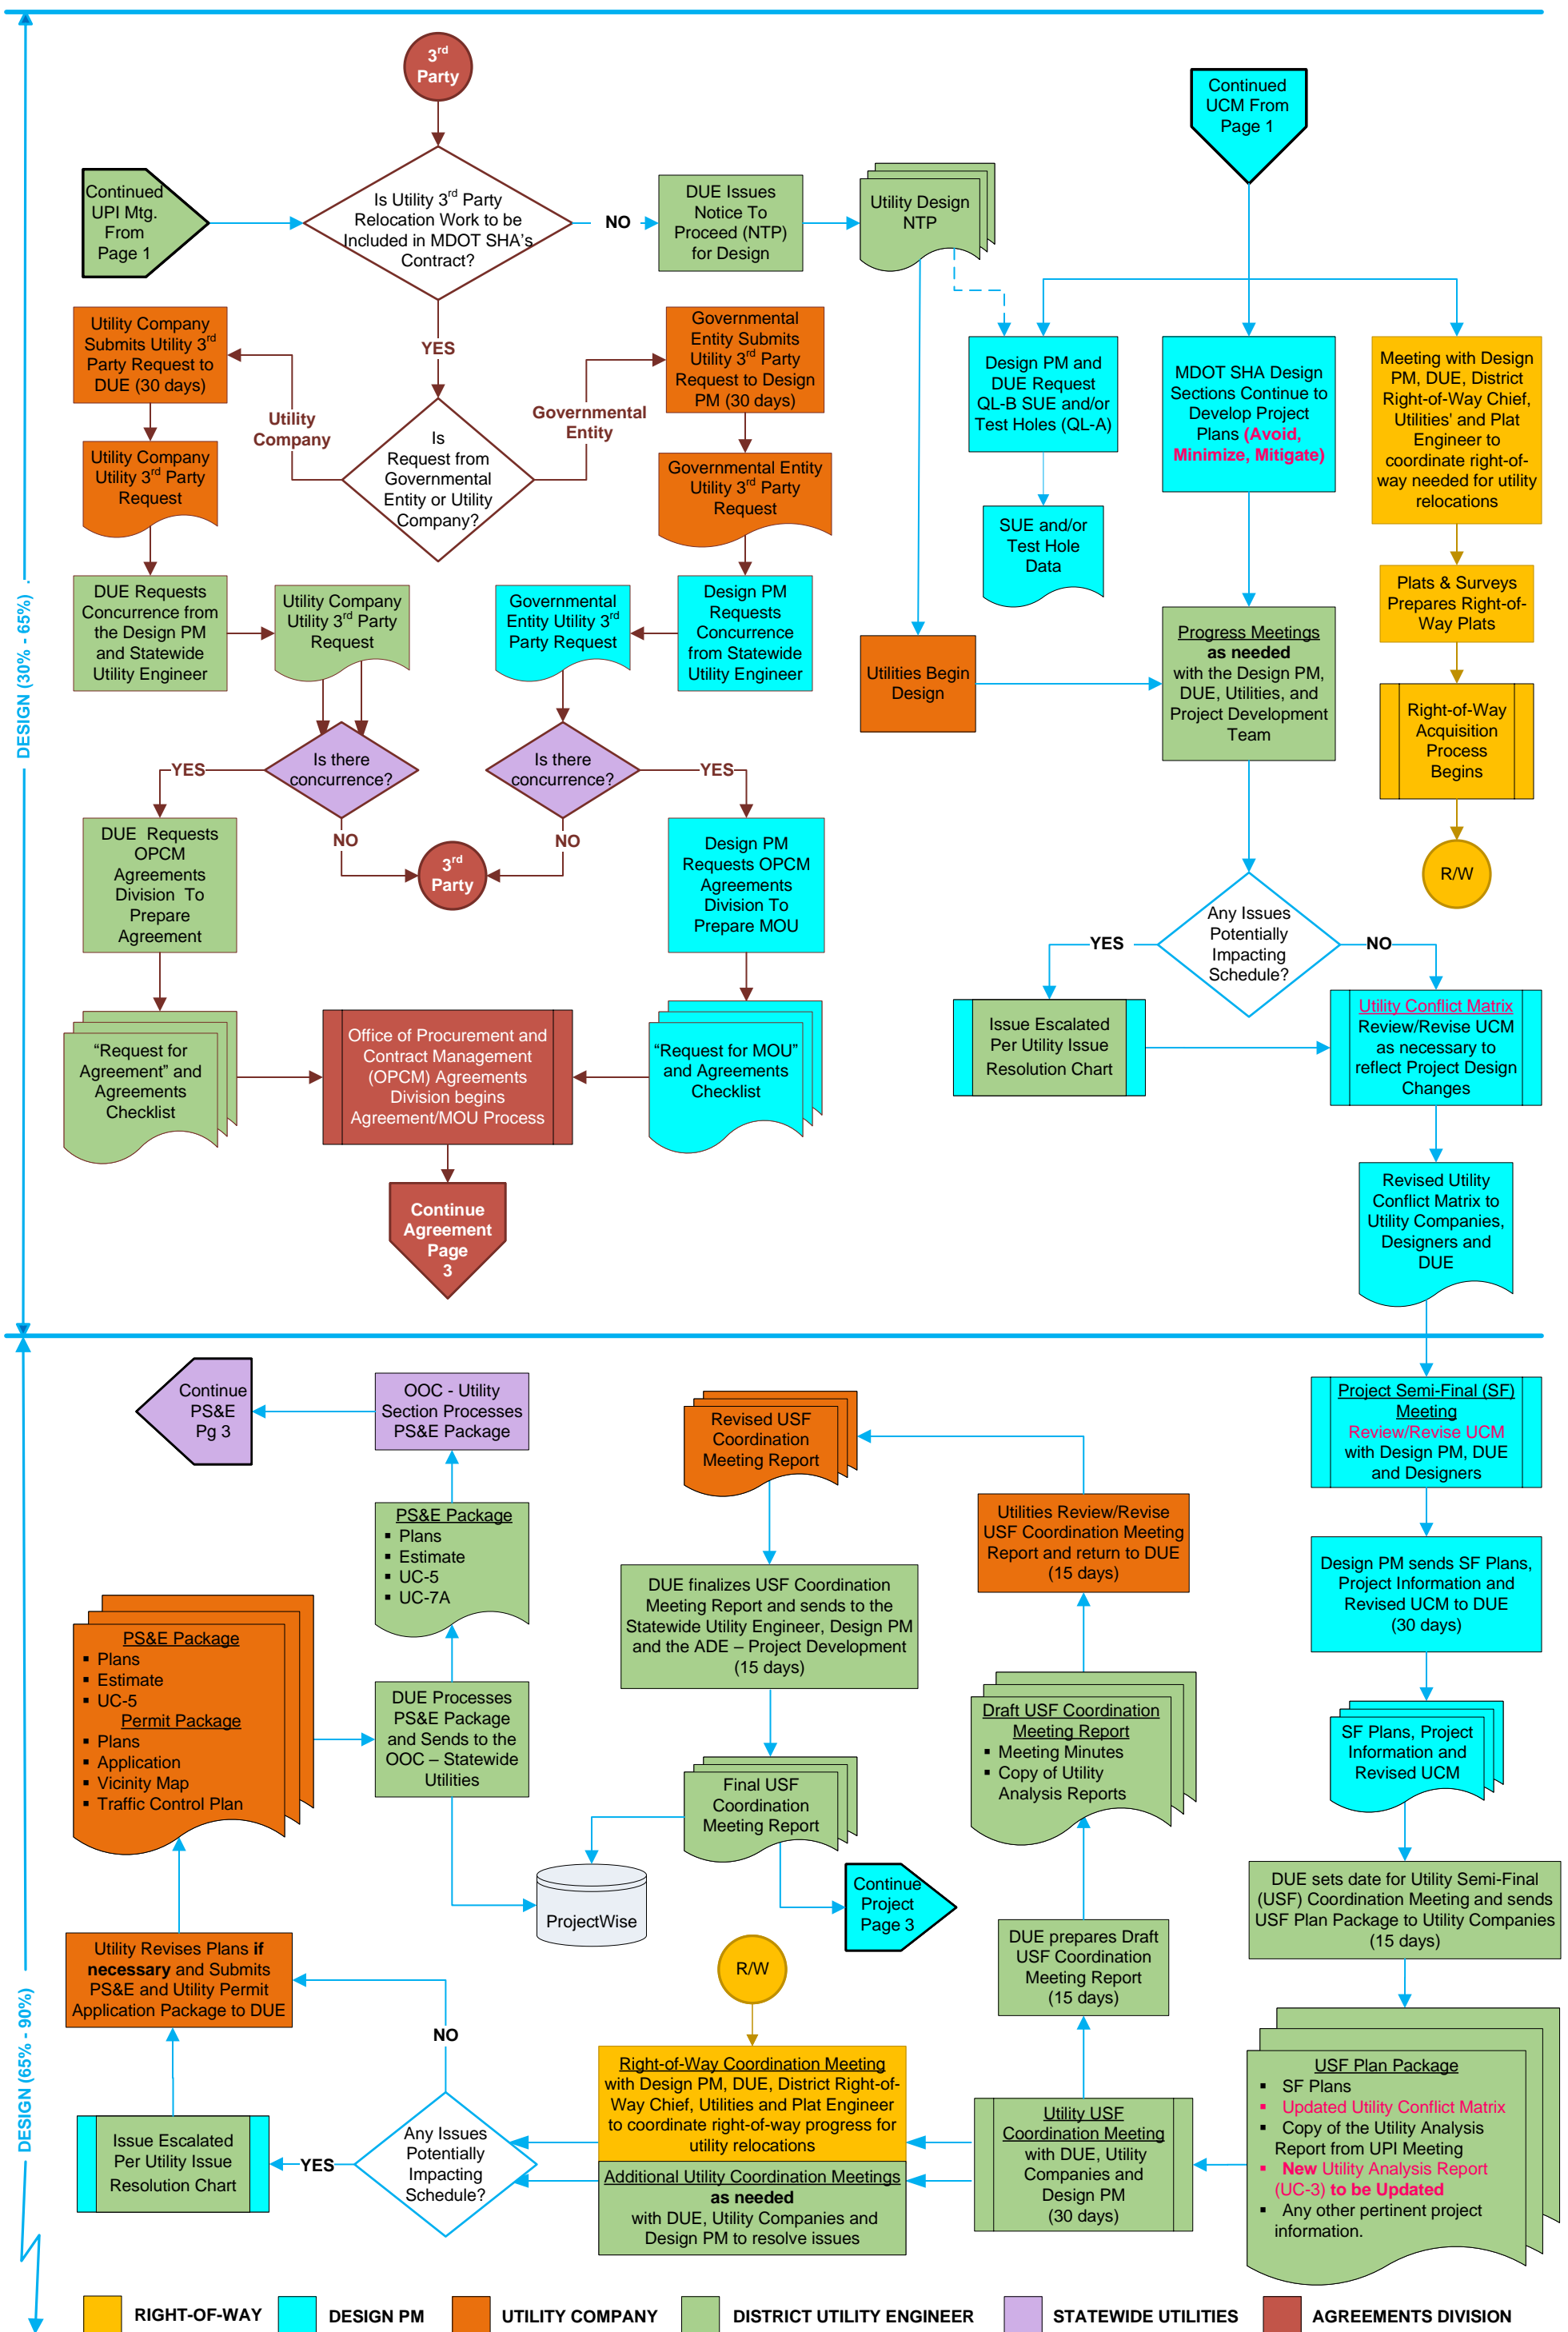 3rd
Party
Continued
UCM From
Page 1
Continued
UPI Mtg.
From
Page 1
Is Utility 3rd Party
Relocation Work to be
Included in MDOT SHA's
Contract?
NO
DUE Issues
Notice To
Proceed (NTP)
for Design
Utility Design
NTP
YES
Utility Company
Submits Utility 3rd
Party Request to
DUE (30 days)
Utility
Company
Is
Request from
Governmental
Entity or Utility
Company?
Governmental
Entity
Governmental
Entity Submits
Utility 3rd Party
Request to Design
PM (30 days)
Design PM and
DUE Request
QL-B SUE and/or
Test Holes (QL-A)
MDOT SHA Design
Sections Continue to
Develop Project
Plans (Avoid,
Minimize, Mitigate)
Meeting with Design
PM, DUE, District
Right-of-Way Chief,
Utilities' and Plat
Engineer to
coordinate right-of-
way needed for utility
relocations
Utility Company
Utility 3rd Party
Request
Governmental Entity
Utility 3rd Party
Request
SUE and/or
Test Hole
Data
Plats & Surveys
Prepares Right-of-
Way Plats
DESIGN (30% - 65%) .
DUE Requests
Concurrence from
the Design PM
and Statewide
Utility Engineer
Utility Company
Utility 3rd Party
Request
Governmental
Entity Utility 3rd
Party Request
Design PM
Requests
Concurrence
from Statewide
Utility Engineer
Utilities Begin
Design
Progress Meetings
as needed
with the Design PM,
DUE, Utilities, and
Project Development
Team
Right-of-Way
Acquisition
Process
Begins
YES
Is there
concurrence?
NO
Is there
concurrence?
YES
NO
3rd
Party
R/W
DUE Requests
OPCM
Agreements
Division To
Prepare
Agreement
Design PM
Requests OPCM
Agreements
Division To
Prepare MOU
YES
Any Issues
Potentially
Impacting
Schedule?
NO
"Request for
Agreement" and
Agreements
Checklist
Office of Procurement and
Contract Management
(OPCM) Agreements
Division begins
Agreement/MOU Process
"Request for MOU"
and Agreements
Checklist
Issue Escalated
Per Utility Issue
Resolution Chart
Utility Conflict Matrix
Review/Revise UCM
as necessary to
reflect Project Design
Changes
Continue
Agreement
Page
3
Revised Utility
Conflict Matrix to
Utility Companies,
Designers and
DUE
Continue
PS&E
Pg 3
OOC - Utility
Section Processes
PS&E Package
Revised USF
Coordination
Meeting Report
Project Semi-Final (SF)
Meeting
Review/Revise UCM
with Design PM, DUE
and Designers
PS&E Package
▪ Plans
▪ Estimate
▪ UC-5
▪ UC-7A
Utilities Review/Revise
USF Coordination Meeting
Report and return to DUE
(15 days)
Design PM sends SF Plans,
Project Information and
Revised UCM to DUE
(30 days)
DUE finalizes USF Coordination
Meeting Report and sends to the
Statewide Utility Engineer, Design PM
and the ADE – Project Development
(15 days)
PS&E Package
▪ Plans
▪ Estimate
▪ UC-5
Permit Package
▪ Plans
▪ Application
▪ Vicinity Map
▪ Traffic Control Plan
DUE Processes
PS&E Package
and Sends to the
OOC – Statewide
Utilities
Draft USF Coordination
Meeting Report
▪ Meeting Minutes
▪ Copy of Utility
Analysis Reports
SF Plans, Project
Information and
Revised UCM
Final USF
Coordination
Meeting Report
ProjectWise
Continue
Project
Page 3
DUE sets date for Utility Semi-Final
(USF) Coordination Meeting and sends
USF Plan Package to Utility Companies
(15 days)
DESIGN (65% - 90%)
Utility Revises Plans if
necessary and Submits
PS&E and Utility Permit
Application Package to DUE
R/W
DUE prepares Draft
USF Coordination
Meeting Report
(15 days)
NO
Right-of-Way Coordination Meeting
with Design PM, DUE, District Right-of-
Way Chief, Utilities and Plat Engineer
to coordinate right-of-way progress for
utility relocations
USF Plan Package
▪ SF Plans
▪ Updated Utility Conflict Matrix
▪ Copy of the Utility Analysis
Report from UPI Meeting
▪ New Utility Analysis Report
(UC-3) to be Updated
▪ Any other pertinent project
information.
Issue Escalated
Per Utility Issue
Resolution Chart
YES
Any Issues
Potentially
Impacting
Schedule?
Additional Utility Coordination Meetings
as needed
with DUE, Utility Companies and
Design PM to resolve issues
Utility USF
Coordination Meeting
with DUE, Utility
Companies and
Design PM
(30 days)
RIGHT-OF-WAY
DESIGN PM
UTILITY COMPANY
DISTRICT UTILITY ENGINEER
STATEWIDE UTILITIES
AGREEMENTS DIVISION